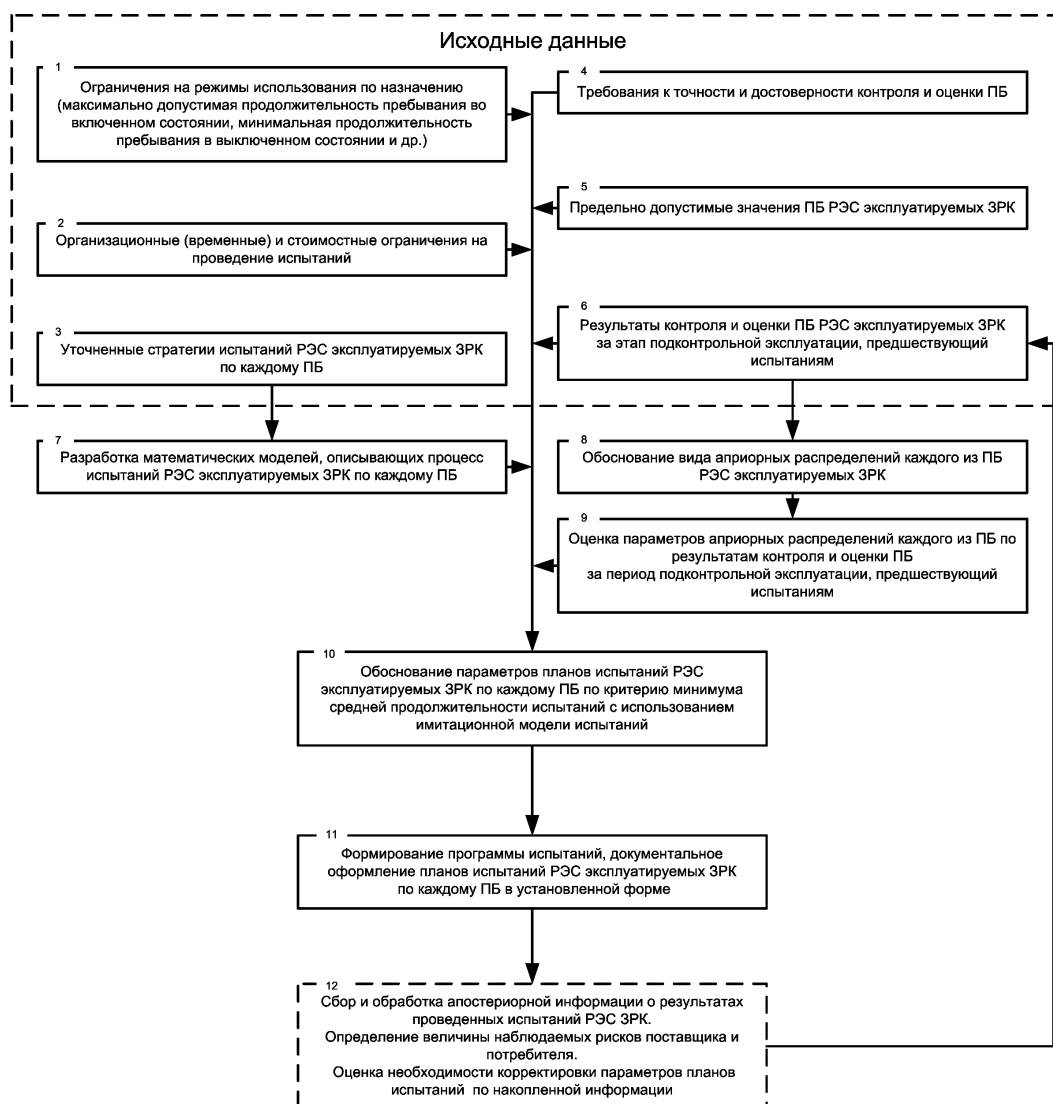 Исходные данные
1
Ограничения на режимы использования по назначению
(максимально допустимая продолжительность пребывания во
включенном состоянии, минимальная продолжительность
пребывания в выключенном состоянии и др.)
4
Требования к точности и достоверности контроля и оценки ПБ
5
Предельно допустимые значения ПБ РЭС эксплуатируемых ЗРК
2
Организационные (временные) и стоимостные ограничения на
проведение испытаний
6
Результаты контроля и оценки ПБ РЭС эксплуатируемых ЗРК
за этап подконтрольной эксплуатации, предшествующий
испытаниям
3
Уточненные стратегии испытаний РЭС эксплуатируемых ЗРК
по каждому ПБ
7
Разработка математических моделей, описывающих процесс
испытаний РЭС эксплуатируемых ЗРК по каждому ПБ
8
Обоснование вида априорных распределений каждого из ПБ
РЭС эксплуатируемых ЗРК
9
Оценка параметров априорных распределений каждого из ПБ по
результатам контроля и оценки ПБ
за период подконтрольной эксплуатации, предшествующий
испытаниям
10
Обоснование параметров планов испытаний РЭС
эксплуатируемых ЗРК по каждому ПБ по критерию минимума
средней продолжительности испытаний с использованием
имитационной модели испытаний
11
Формирование программы испытаний, документальное
оформление планов испытаний РЭС эксплуатируемых ЗРК
по каждому ПБ в установленной форме
12
Сбор и обработка апостериорной информации о результатах
проведенных испытаний РЭС ЗРК.
Определение величины наблюдаемых рисков поставщика и
потребителя.
Оценка необходимости корректировки параметров планов
испытаний по накопленной информации